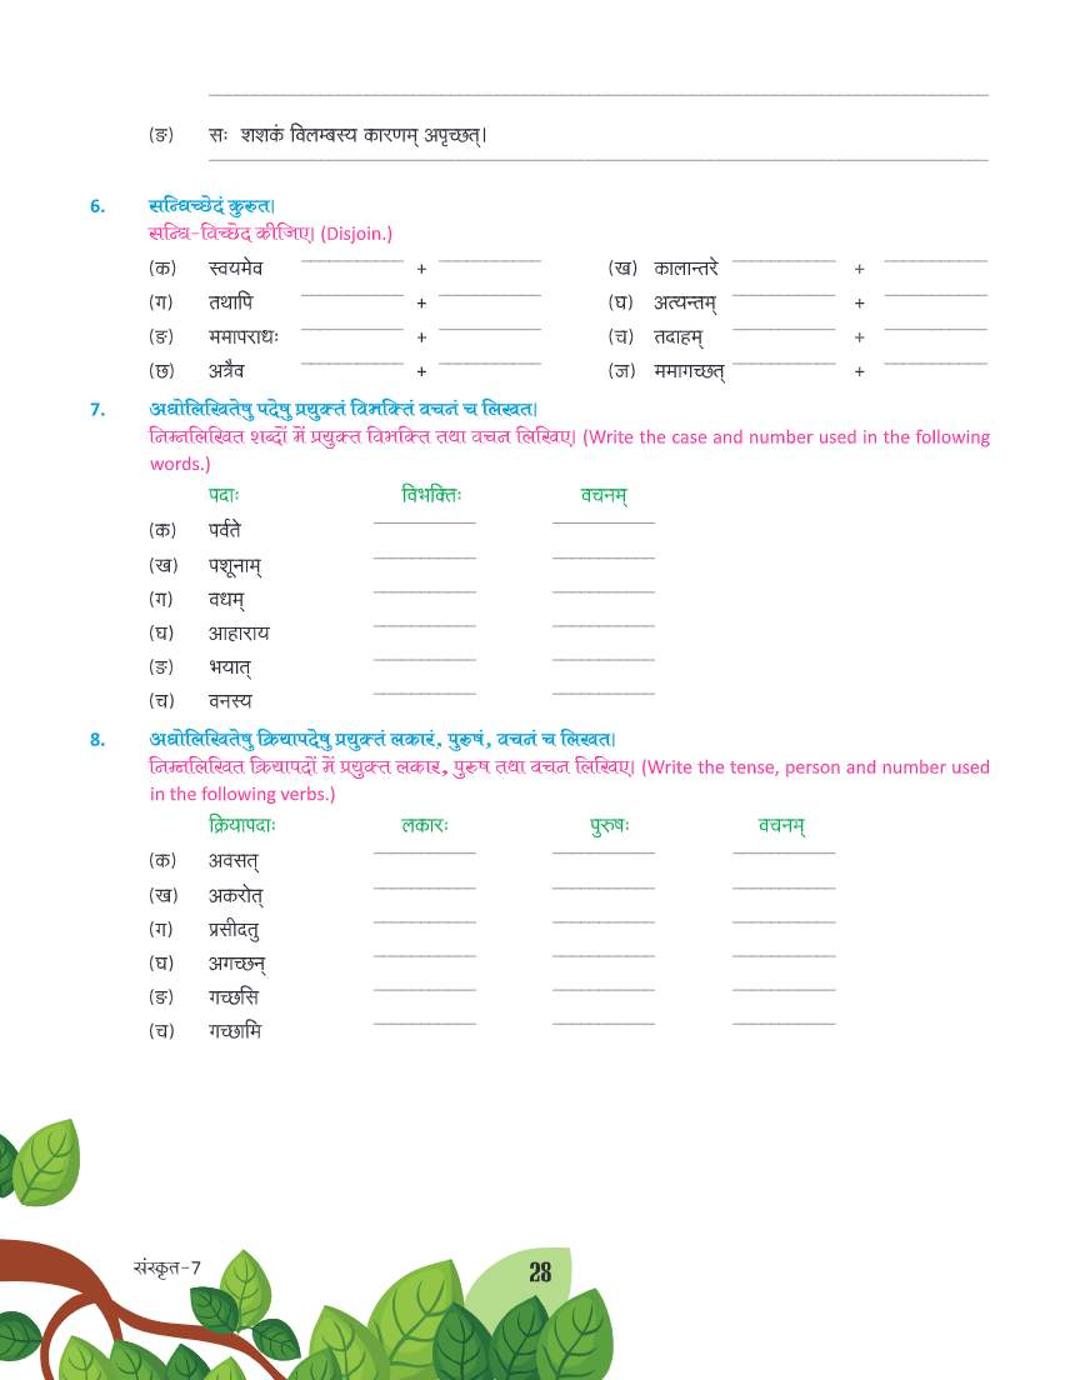 (ङ) सः शशकं विलम्बस्य कारणम् अपृच्छत्।
6. सन्धिच्छेदं कुरुत।
सन्धि-विच्छेद कीजिए। (Disjoin.)
(क) स्वयमेव + (ख) कालान्तरे +
(ग) तथापि + (घ) अत्यन्तम् +
(ङ) ममापराधः + (च) तदाहम् +
(छ) अत्रैव + (ज) ममागच्छत् +
7. अधोलिखितेषु पदेषु प्रयुक्तं विभक्तिं वचनं च लिखत।
निम्नलिखित शब्दों में प्रयुक्त विभक्ति तथा वचन लिखिए। (Write the case and number used in the following
words.)
पदाः विभक्तिः वचनम्
(क) पर्वते
(ख) पशूनाम्
(ग) वधम्
(घ) आहाराय
(ङ) भयात्
(च) वनस्य
8. अधोलिखितेषु क्रियापदेषु प्रयुक्तं लकारं, पुरुषं, वचनं च लिखत।
निम्नलिखित क्रियापदों में प्रयुक्त लकार, पुरुष तथा वचन लिखिए। (Write the tense, person and number used
in the following verbs.)
क्रियापदाः लकारः पुरुषः वचनम्
(क) अवसत्
(ख) अकरोत्
(ग) प्रसीदतु
(घ) अगच्छन्
(ङ) गच्छसि
(च) गच्छामि
संस्कृत-7 28